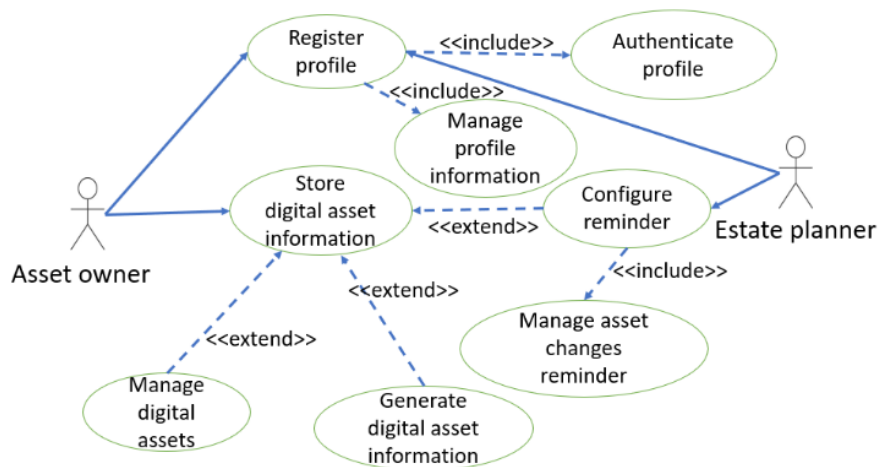 Register
profile
<<include>>
Authenticate
profile
<<include>>
Manage
profile
information
Store
digital asset
information
Configure
reminder
<<extend>>
Asset owner
Estate planner
<<include>>
<<extend>>
<<extend>>
Manage asset
changes
reminder
Manage
digital
assets
Generate
digital asset
information